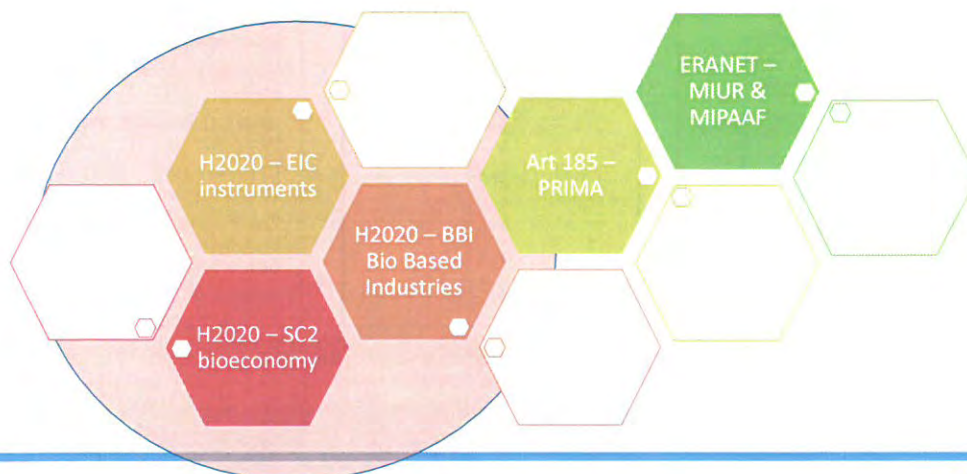 ERANET –
MIUR &
MIPAAF
H2020 – EIC
instruments
Art 185 –
PRIMA
H2020 – BBI
Bio Based
Industries
H2020 – SC2
bioeconomy